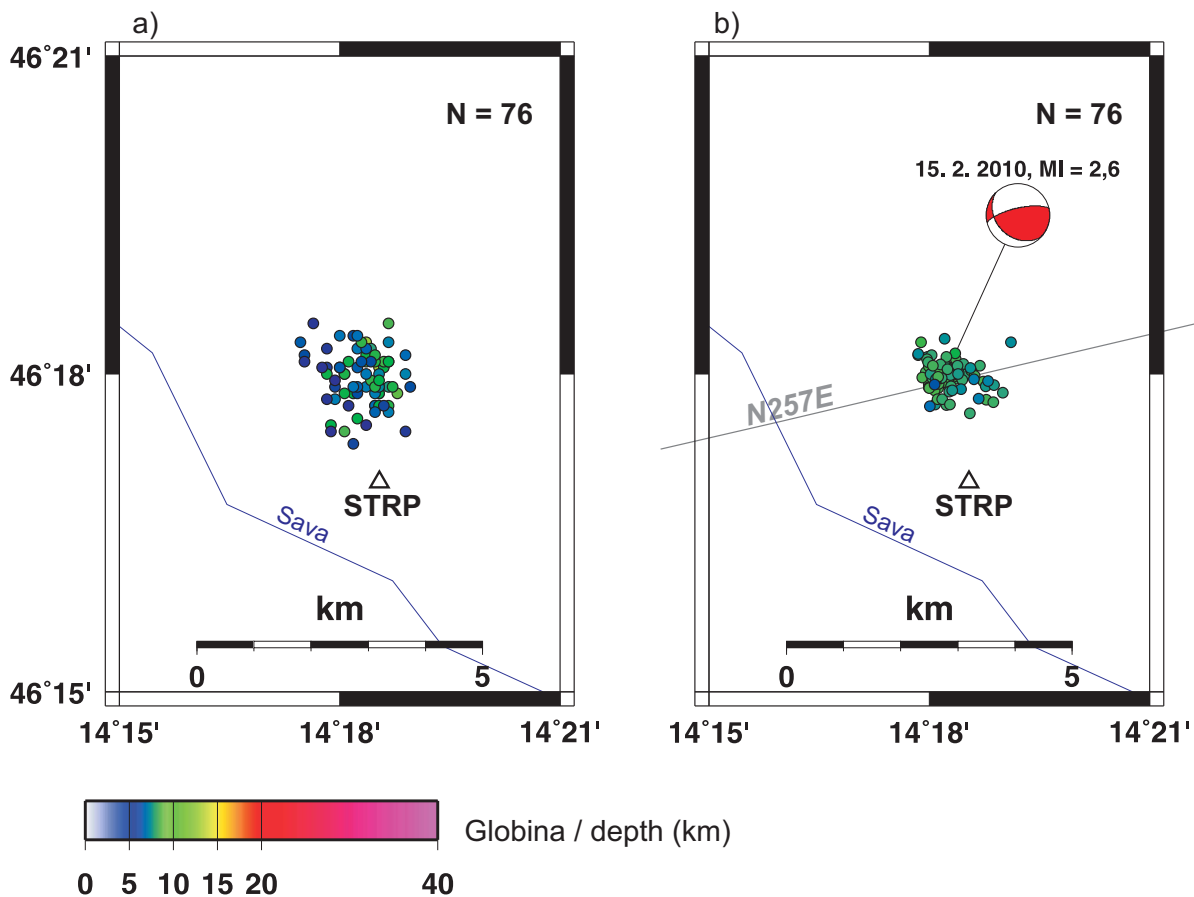 a)
b)
46°21'
N = 76
N = 76
15. 2. 2010, Ml = 2,6
46°18'
N257E
STRP
STRP
Sava
Sava
km
km
0 5
0 5
46°15'
14°15' 14°18' 14°21'
14°15' 14°18' 14°21'
Globina / depth (km)
0 5 10 15 20 40